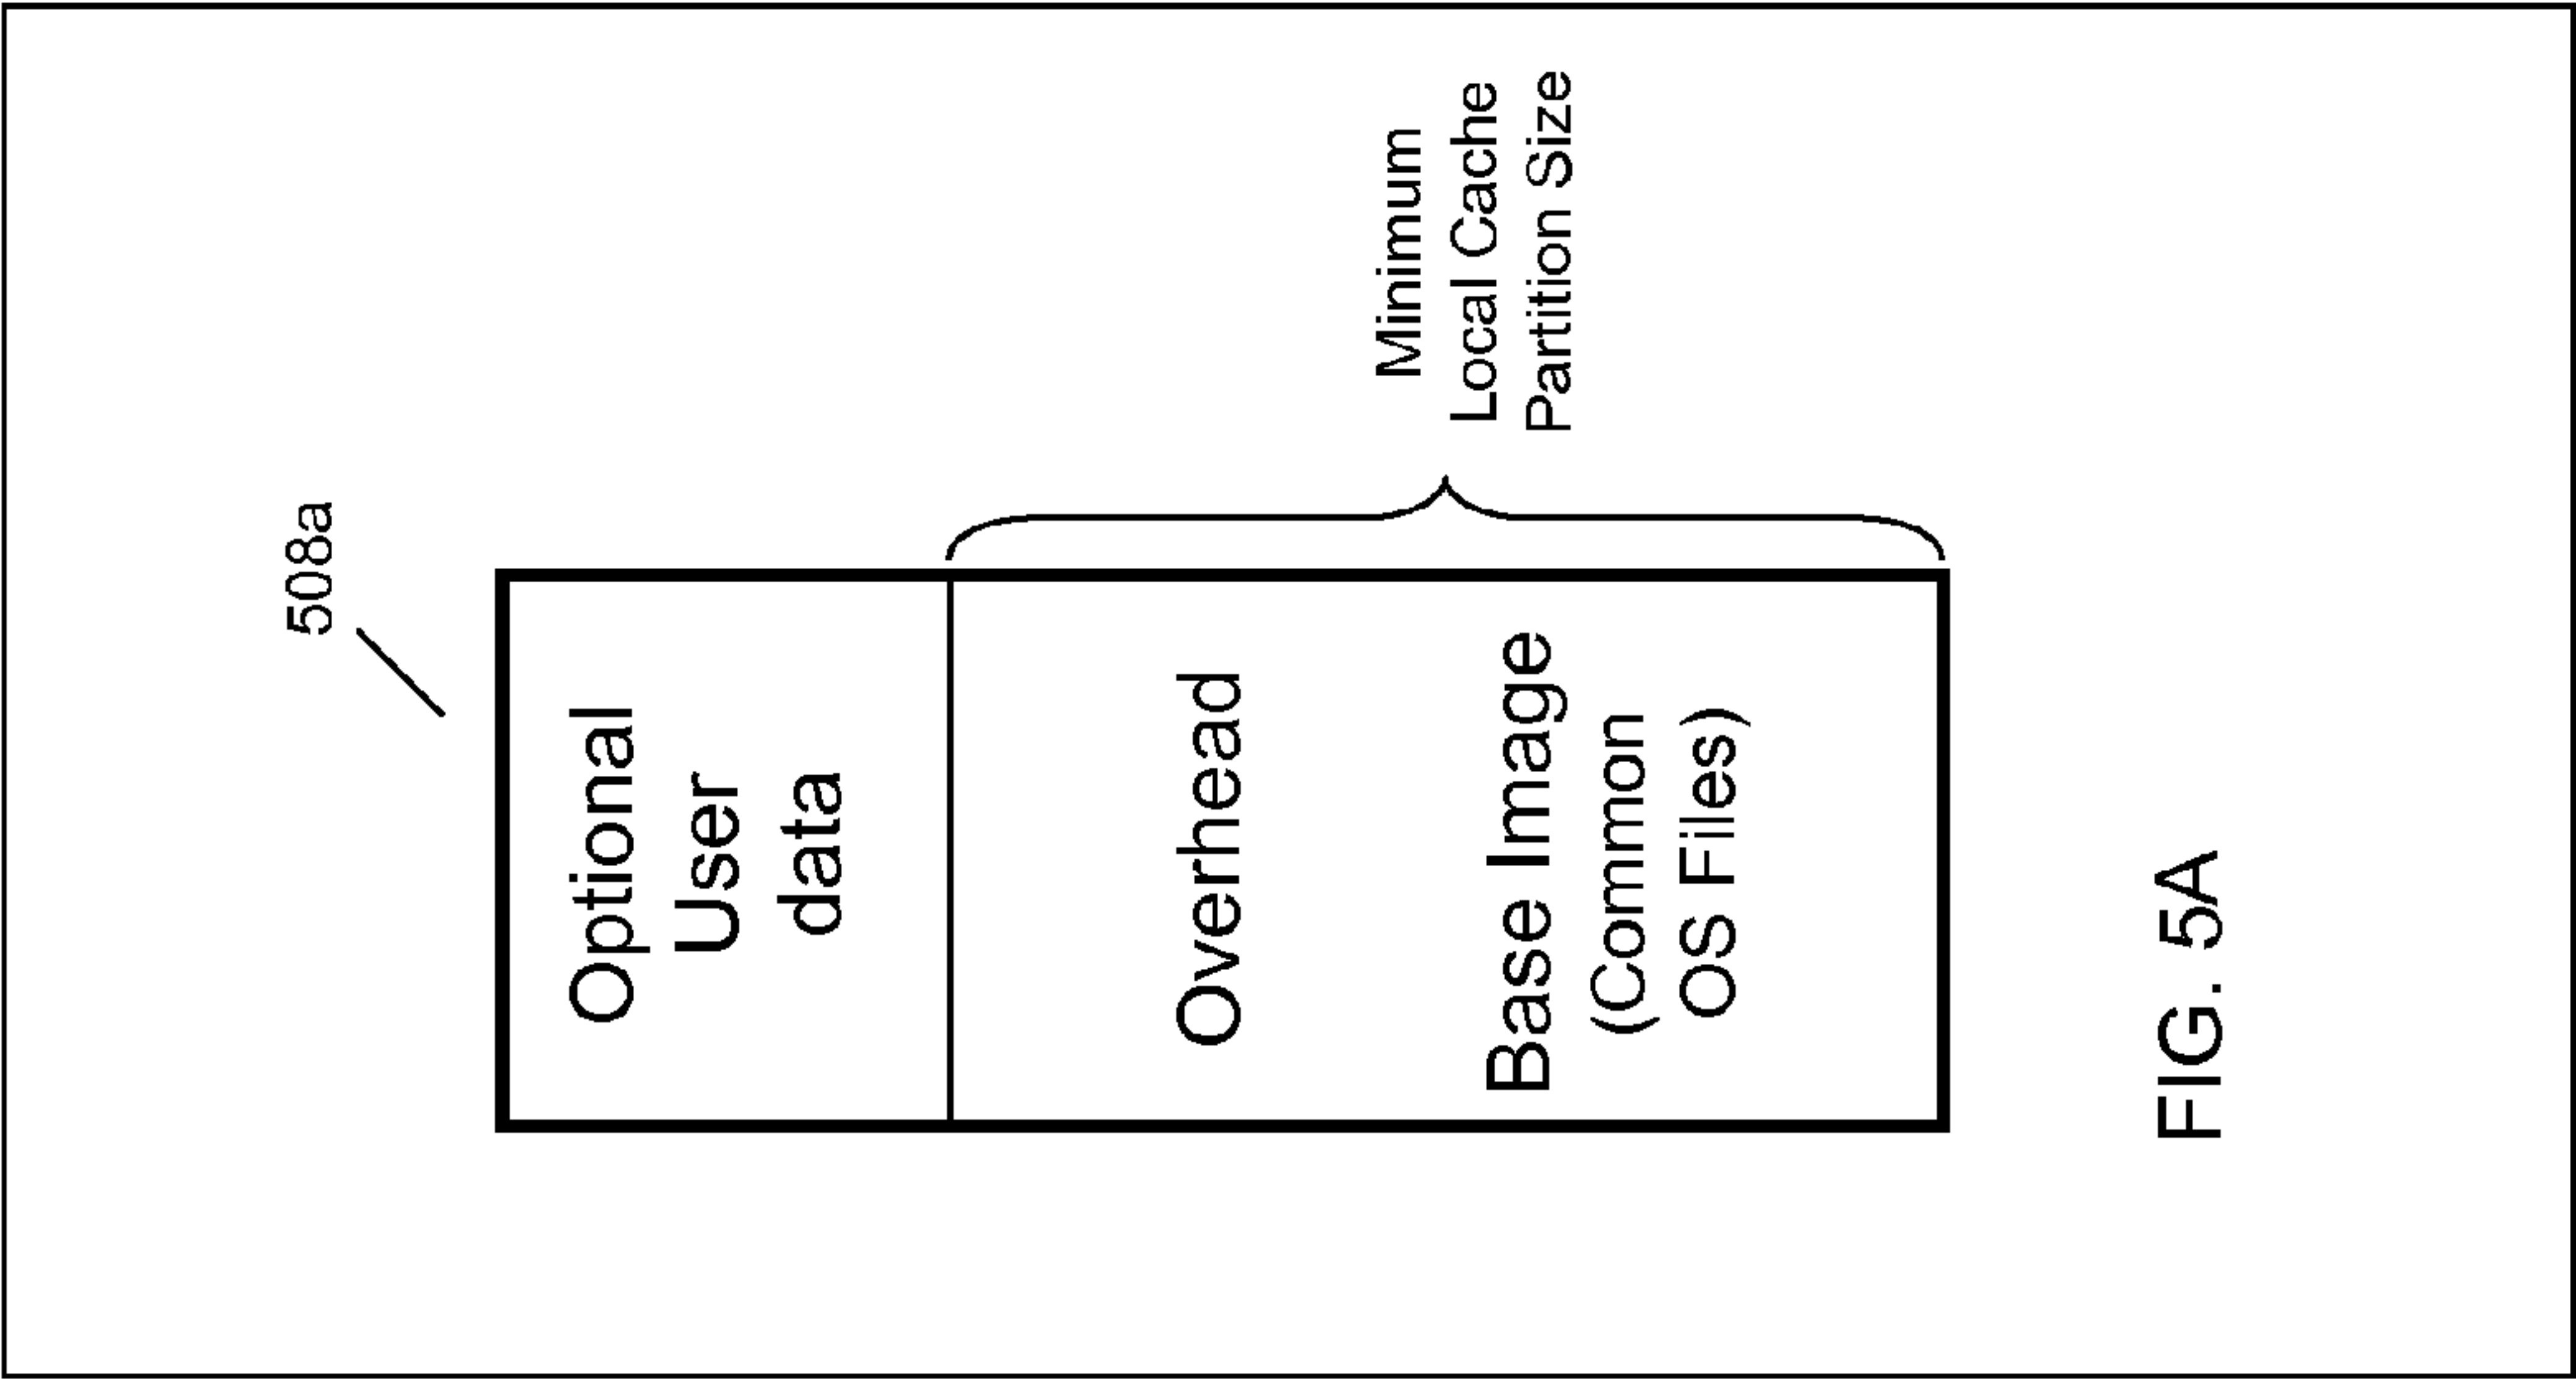 508a
Optional
User
data
Overhead
Base Image
(Common
OS Files)
Minimum
Local Cache
Partition Size
FIG. 5A